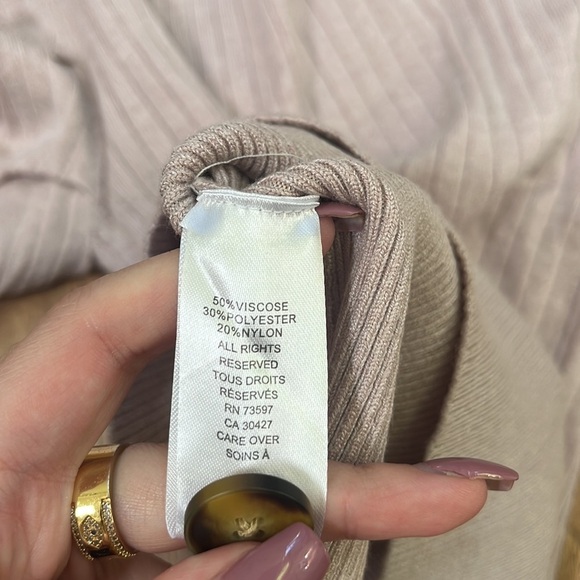 50%VISCOSE
30%POLYESTER
20%NYLON
ALL RIGHTS
RESERVED
TOUS DROITS
RÉSERVÉS
RN 73597
CA 30427
CARE OVER
SOINS À